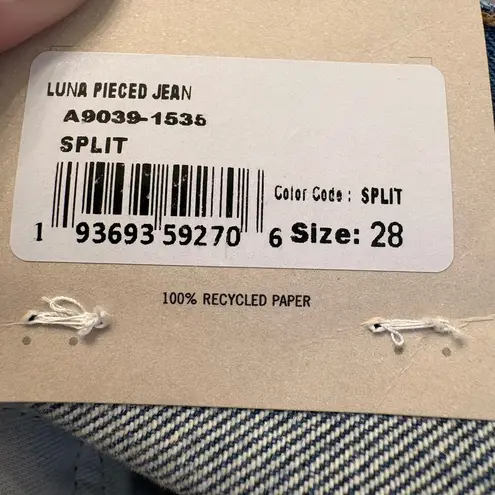 LUNA PIECED JEAN
A9039-1535
SPLIT
Color Code : SPLIT
1 93693 59270 6 Size: 28
100% RECYCLED PAPER